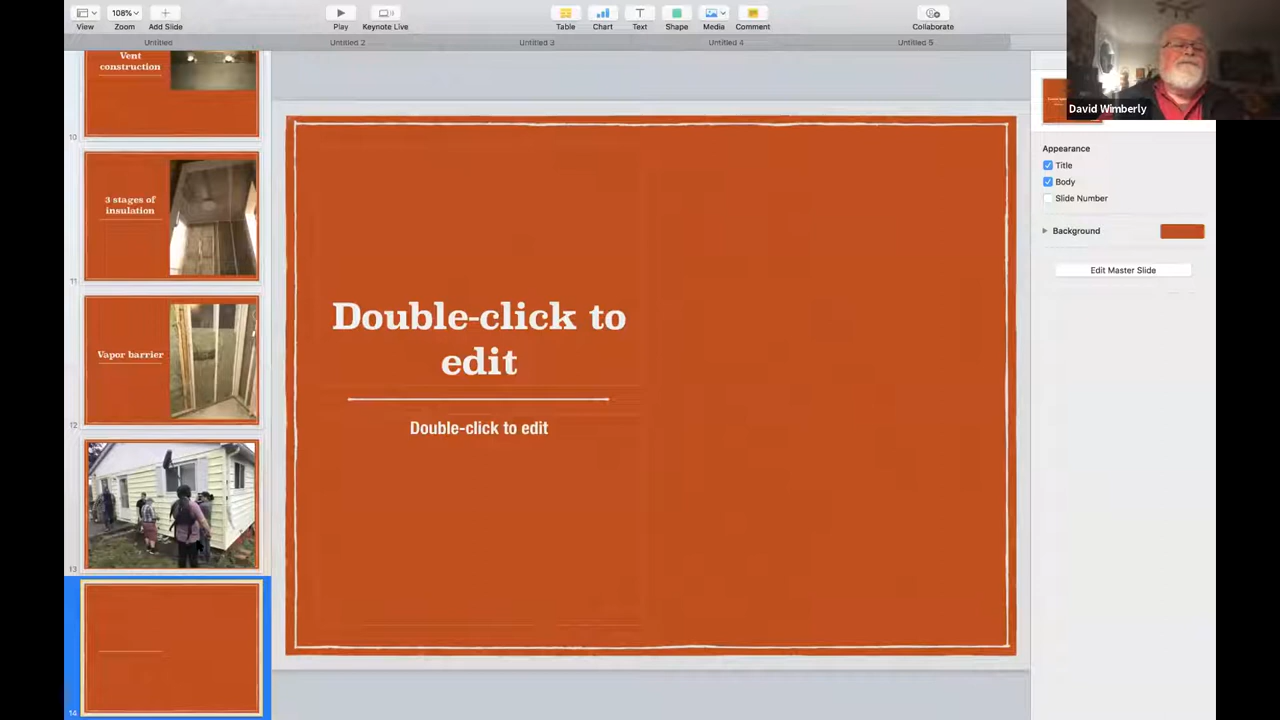 View
108%
Zoom
Add Slide
Play
Keynote Live
Table
Chart
Text
Shape
Media
Comment
Collaborate
Untitled
Untitled 2
Untitled 3
Untitled 4
Untitled 5
David Wimberly
Vent
construction
10
3 stages of
insulation
11
Vapor barrier
12
13
14
Double-click to
edit
Double-click to edit
Appearance
Title
Body
Slide Number
Background
Edit Master Slide